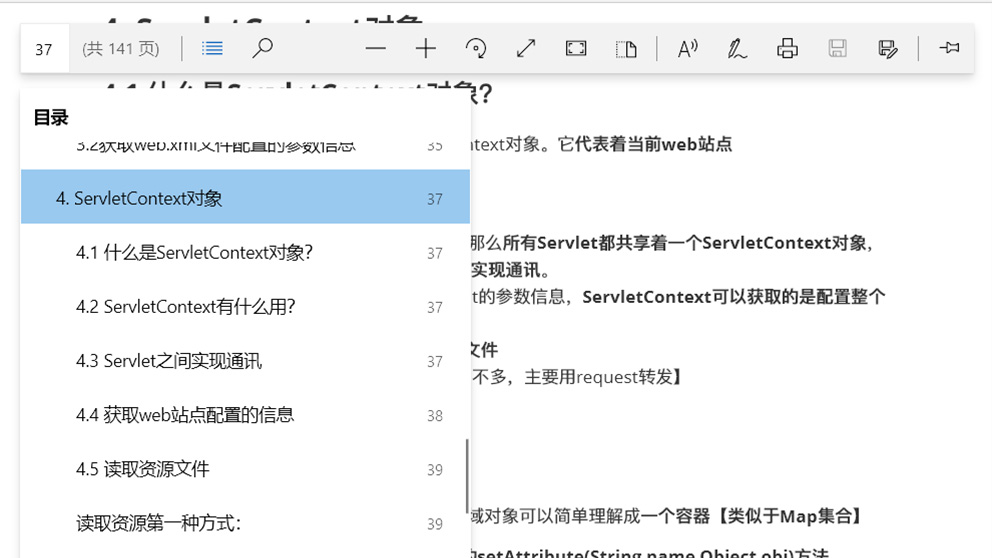 4. ServletContext对象
37 (共 141 页)
4.1 什么是ServletContext对象?
目录
3.2获取web.xml文件配置的参数信息 35
ntext对象。它代表着当前web站点
4. ServletContext对象 37
那么所有Servlet都共享着一个ServletContext对象,
4.1 什么是ServletContext对象? 37
实现通讯。
t的参数信息,ServletContext可以获取的是配置整个
4.2 ServletContext有什么用? 37
文件
4.3 Servlet之间实现通讯 37
不多,主要用request转发】
4.4 获取web站点配置的信息 38
4.5 读取资源文件 39
域对象可以简单理解成一个容器【类似于Map集合】
读取资源第一种方式: 39
setAttribute(String name,Object obj)方法